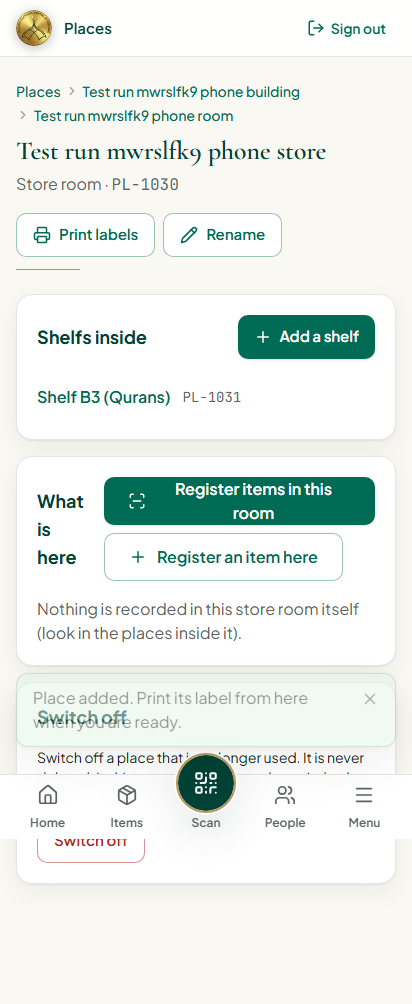 Places
Sign out
Places > Test run mwrslfk9 phone building
> Test run mwrslfk9 phone room
Test run mwrslfk9 phone store
Store room · PL-1030
Print labels
Rename
Shelfs inside
Add a shelf
Shelf B3 (Qurans) PL-1031
What is here
Register items in this room
Register an item here
Nothing is recorded in this store room itself
(look in the places inside it).
Place added. Print its label from here
when you are ready.
Switch off
Switch off a place that is no longer used. It is never
Home
Items
Scan
People
Menu
Switch off